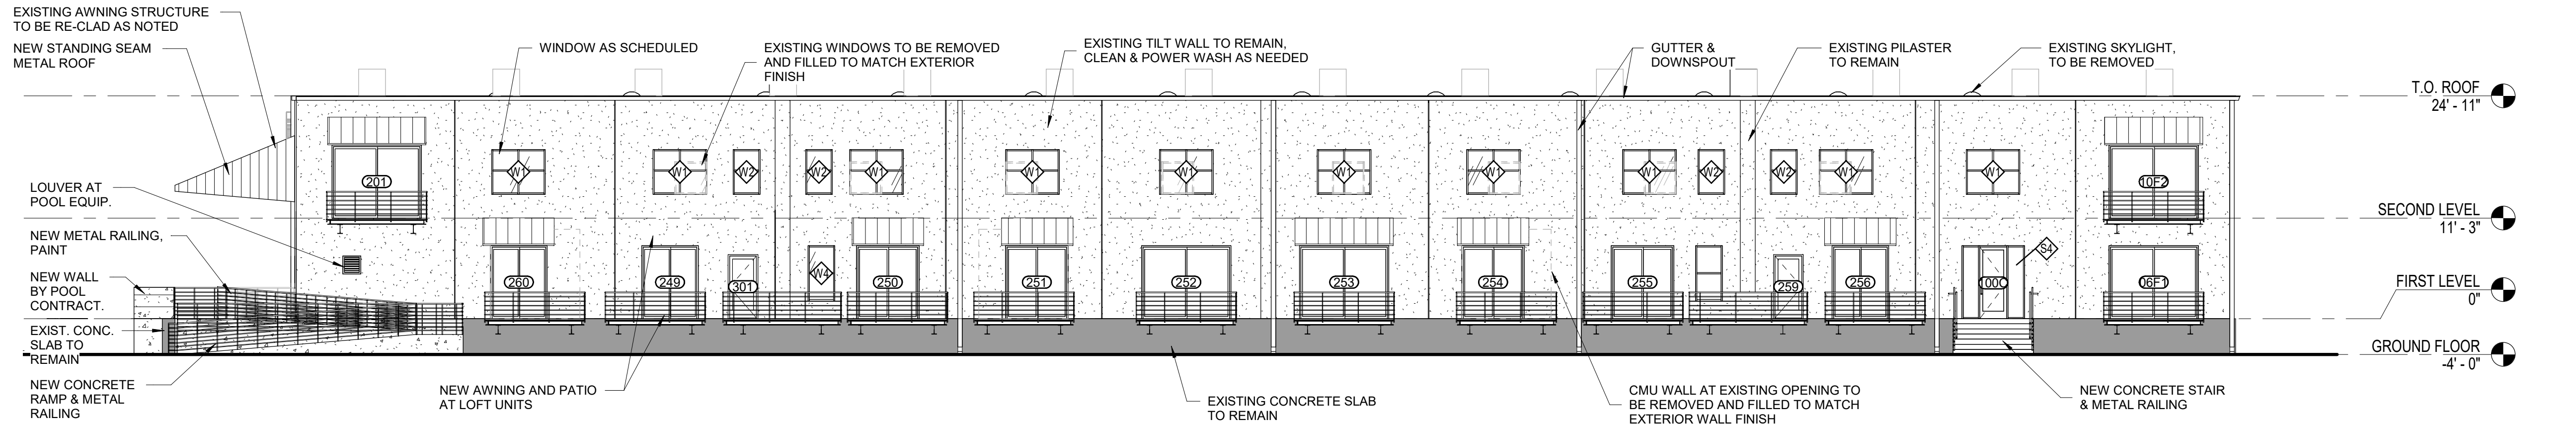 EXISTING AWNING STRUCTURE
TO BE RE-CLAD AS NOTED
NEW STANDING SEAM
METAL ROOF
WINDOW AS SCHEDULED
EXISTING WINDOWS TO BE REMOVED
AND FILLED TO MATCH EXTERIOR
FINISH
EXISTING TILT WALL TO REMAIN,
CLEAN & POWER WASH AS NEEDED
GUTTER &
DOWNSPOUT
EXISTING PILASTER
TO REMAIN
EXISTING SKYLIGHT,
TO BE REMOVED
T.O. ROOF
24' - 11"
W1
W1
W2
W2
W1
W1
W1
W1
W1
W1
W2
W2
W1
W1
201
10F2
LOUVER AT
POOL EQUIP.
SECOND LEVEL
11' - 3"
NEW METAL RAILING,
PAINT
S4
NEW WALL
BY POOL
CONTRACT.
260
249
301
W4
250
251
252
253
254
255
259
256
100C
06F1
FIRST LEVEL
0"
EXIST. CONC.
SLAB TO
REMAIN
GROUND FLOOR
-4' - 0"
NEW CONCRETE
RAMP & METAL
RAILING
NEW AWNING AND PATIO
AT LOFT UNITS
EXISTING CONCRETE SLAB
TO REMAIN
CMU WALL AT EXISTING OPENING TO
BE REMOVED AND FILLED TO MATCH
EXTERIOR WALL FINISH
NEW CONCRETE STAIR
& METAL RAILING